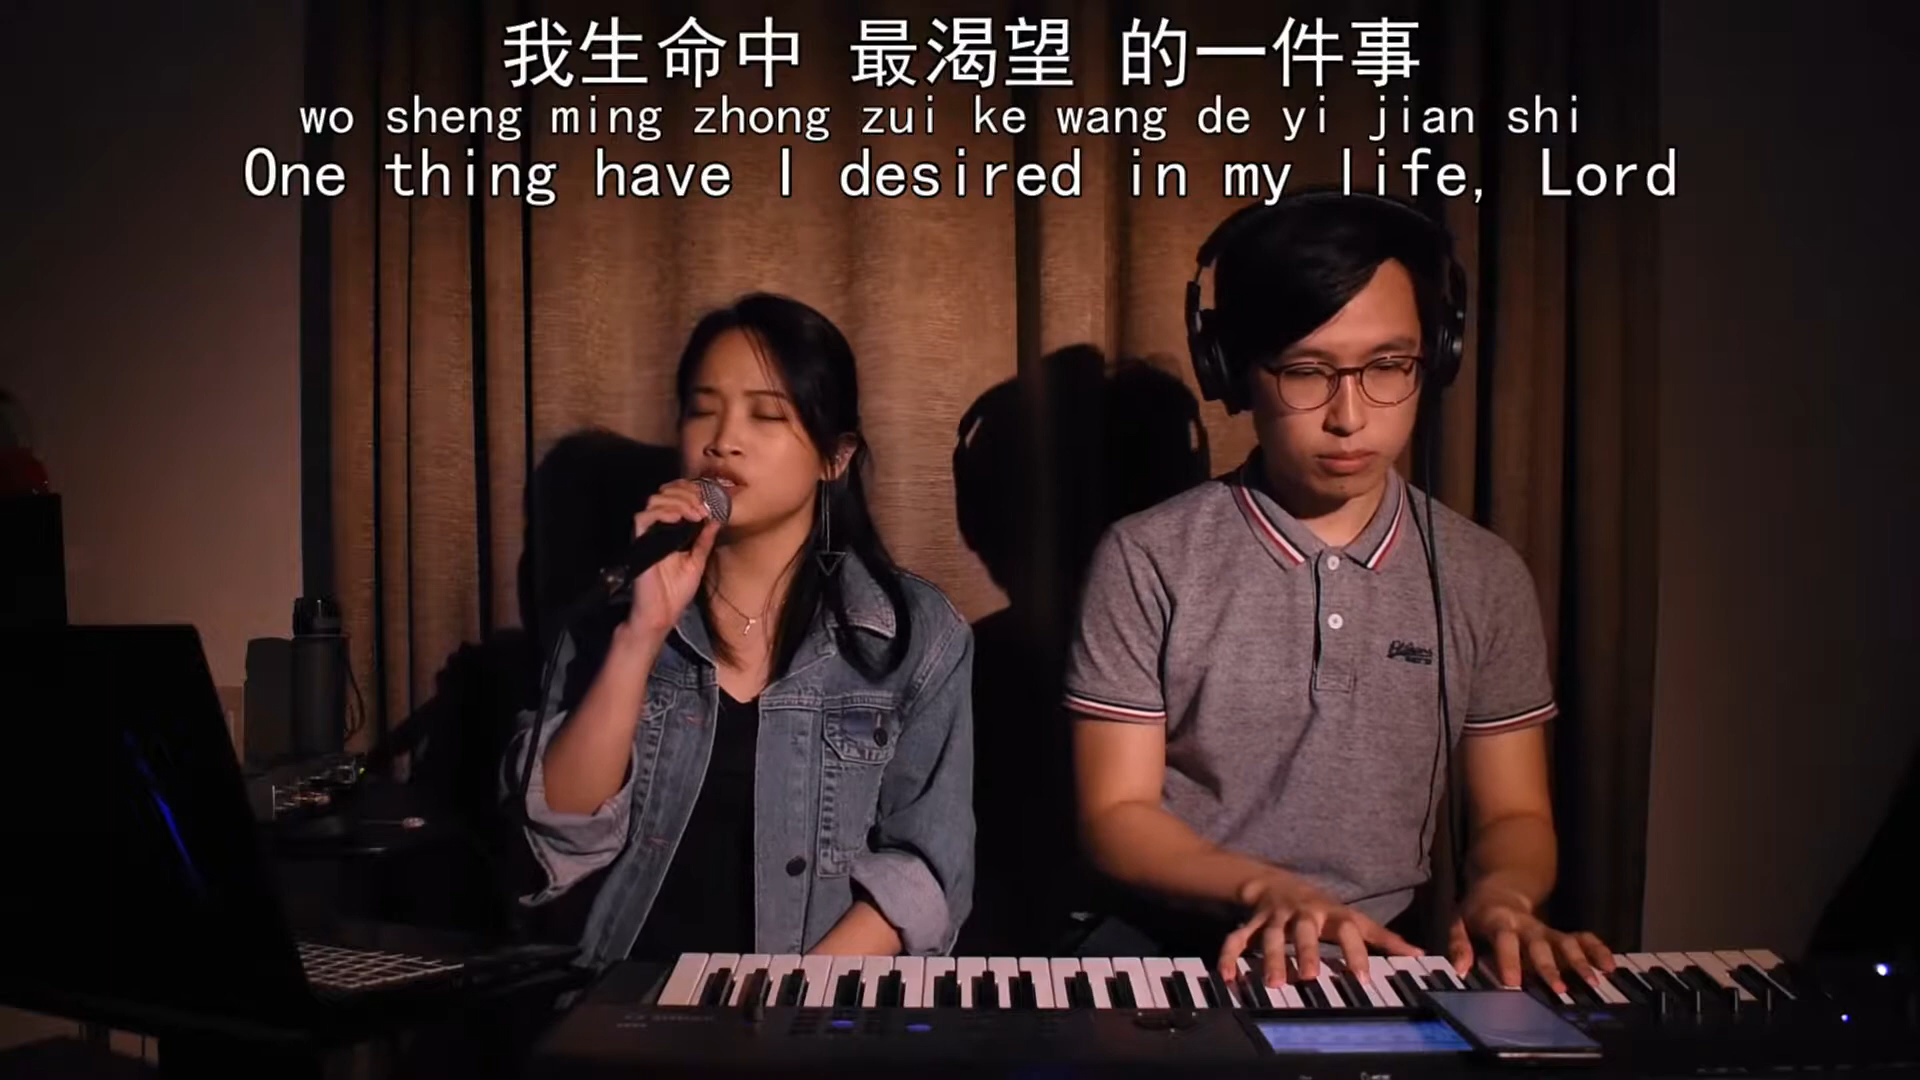 我生命中 最渴望 的一件事
wo sheng ming zhong zui ke wang de yi jian shi
One thing have I desired in my life, Lord